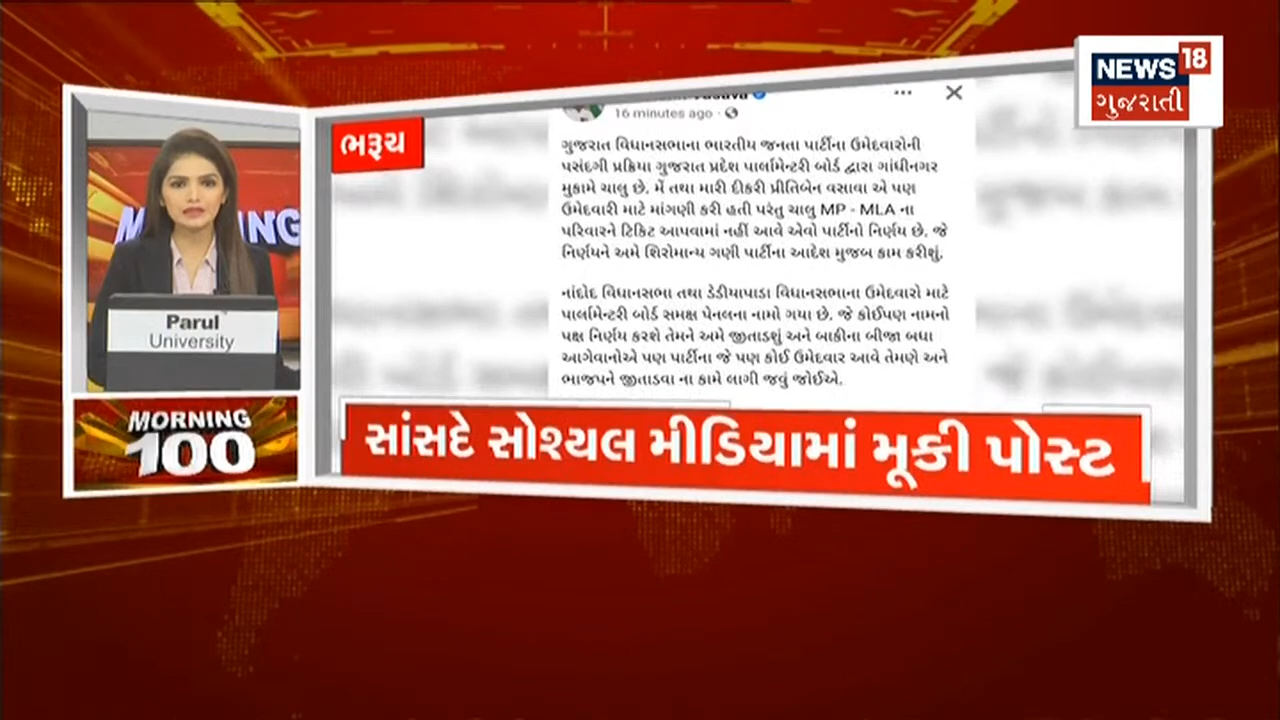 NEWS 18
ગુજરાતી
ભરૂચ
16 minutes ago
ગુજરાત વિધાનસભાના ભારતીય જનતા પાર્ટીના ઉમેદવારોની
પસંદગી પ્રક્રિયા ગુજરાત પ્રદેશ પાર્લામેન્ટરી બોર્ડ દ્વારા ગાંધીનગર
મુકામે ચાલુ છે. મેં તથા મારી દીકરી પ્રીતિબેન વસાવા એ પણ
ઉમેદવારી માટે માંગણી કરી હતી પરંતુ ચાલુ MP - MLA ના
પરિવારને ટિકિટ આપવામાં નહીં આવે એવો પાર્ટીનો નિર્ણય છે. જે
નિર્ણયને અમે શિરોમાન્ય ગણી પાર્ટીના આદેશ મુજબ કામ કરીશું.
નાંદોદ વિધાનસભા તથા ડેડીયાપાડા વિધાનસભાના ઉમેદવારો માટે
પાર્લામેન્ટરી બોર્ડ સમક્ષ પેનલના નામો ગયા છે. જે કોઈપણ નામનો
પક્ષ નિર્ણય કરશે તેમને અમે જીતાડશું અને બાકીના બીજા બધા
આગેવાનોએ પણ પાર્ટીના જે પણ કોઈ ઉમેદવાર આવે તેમણે અને
ભાજપને જીતાડવા ના કામે લાગી જવું જોઈએ.
Parul
University
MORNING
100
સાંસદે સોશ્યલ મીડિયામાં મૂકી પોસ્ટ